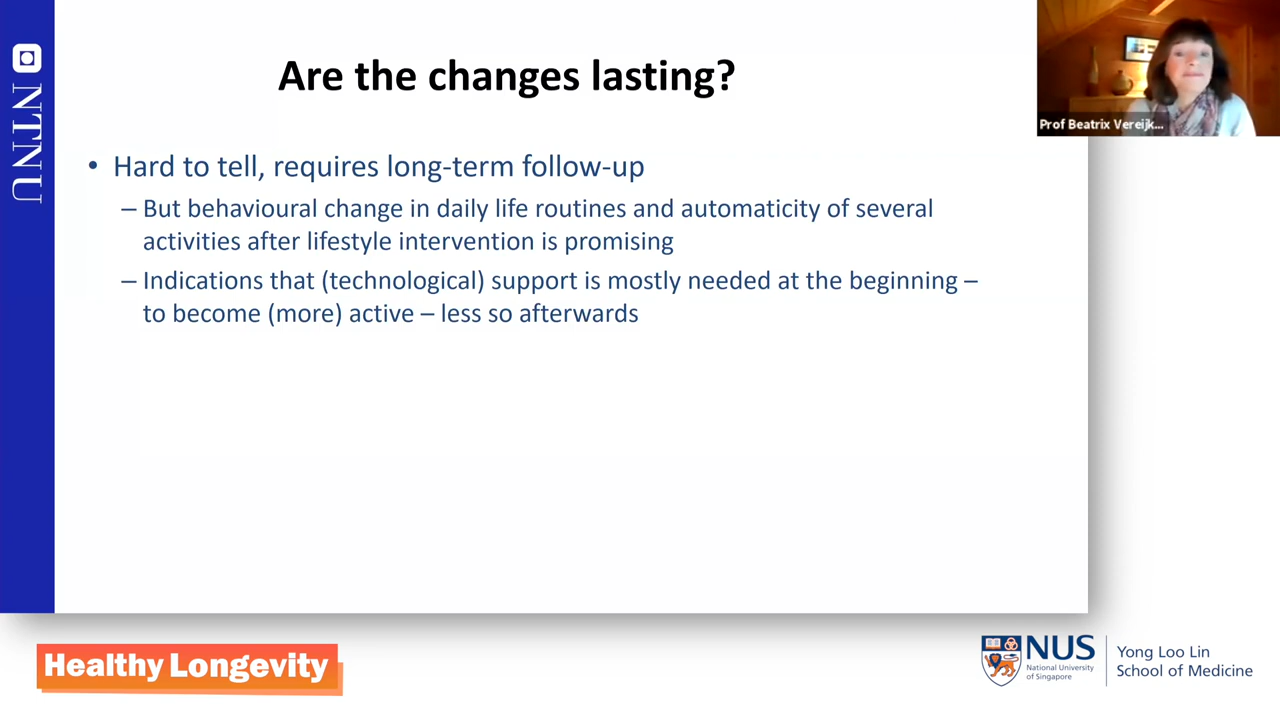 Are the changes lasting?
NTNU
Prof Beatrix Vereijk...
• Hard to tell, requires long-term follow-up
– But behavioural change in daily life routines and automaticity of several
activities after lifestyle intervention is promising
– Indications that (technological) support is mostly needed at the beginning –
to become (more) active – less so afterwards
Healthy Longevity
NUS
National University
of Singapore
Yong Loo Lin
School of Medicine